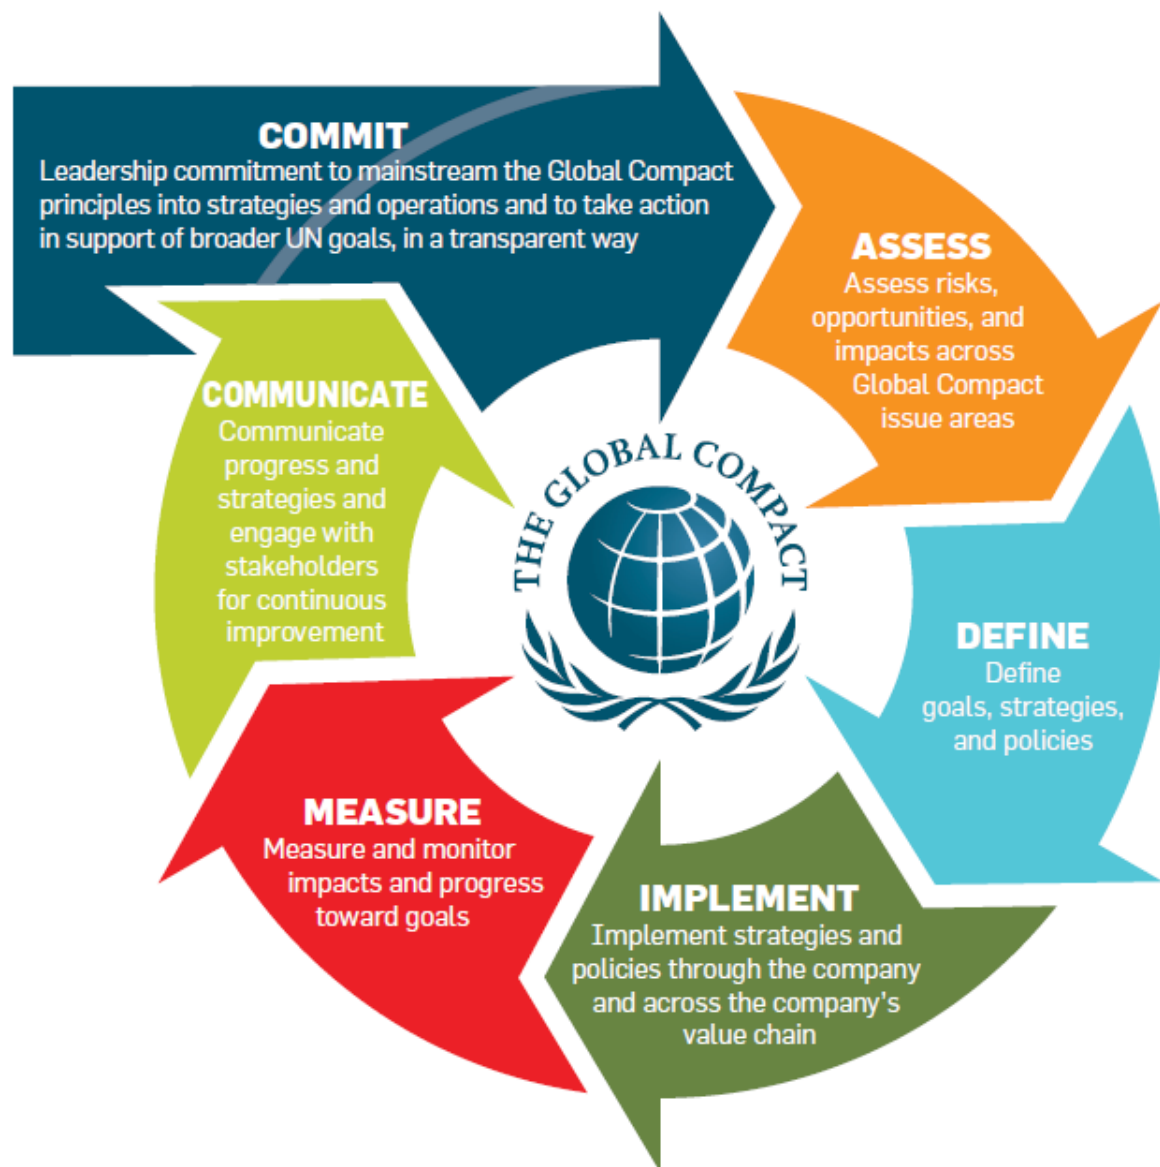 COMMIT
Leadership commitment to mainstream the Global Compact
principles into strategies and operations and to take action
in support of broader UN goals, in a transparent way
ASSESS
Assess risks,
opportunities, and
impacts across
Global Compact
issue areas
DEFINE
Define
goals, strategies,
and policies
IMPLEMENT
Implement strategies and
policies through the company
and across the company's
value chain
MEASURE
Measure and monitor
impacts and progress
toward goals
COMMUNICATE
Communicate
progress and
strategies and
engage with
stakeholders
for continuous
improvement
THE GLOBAL COMPACT